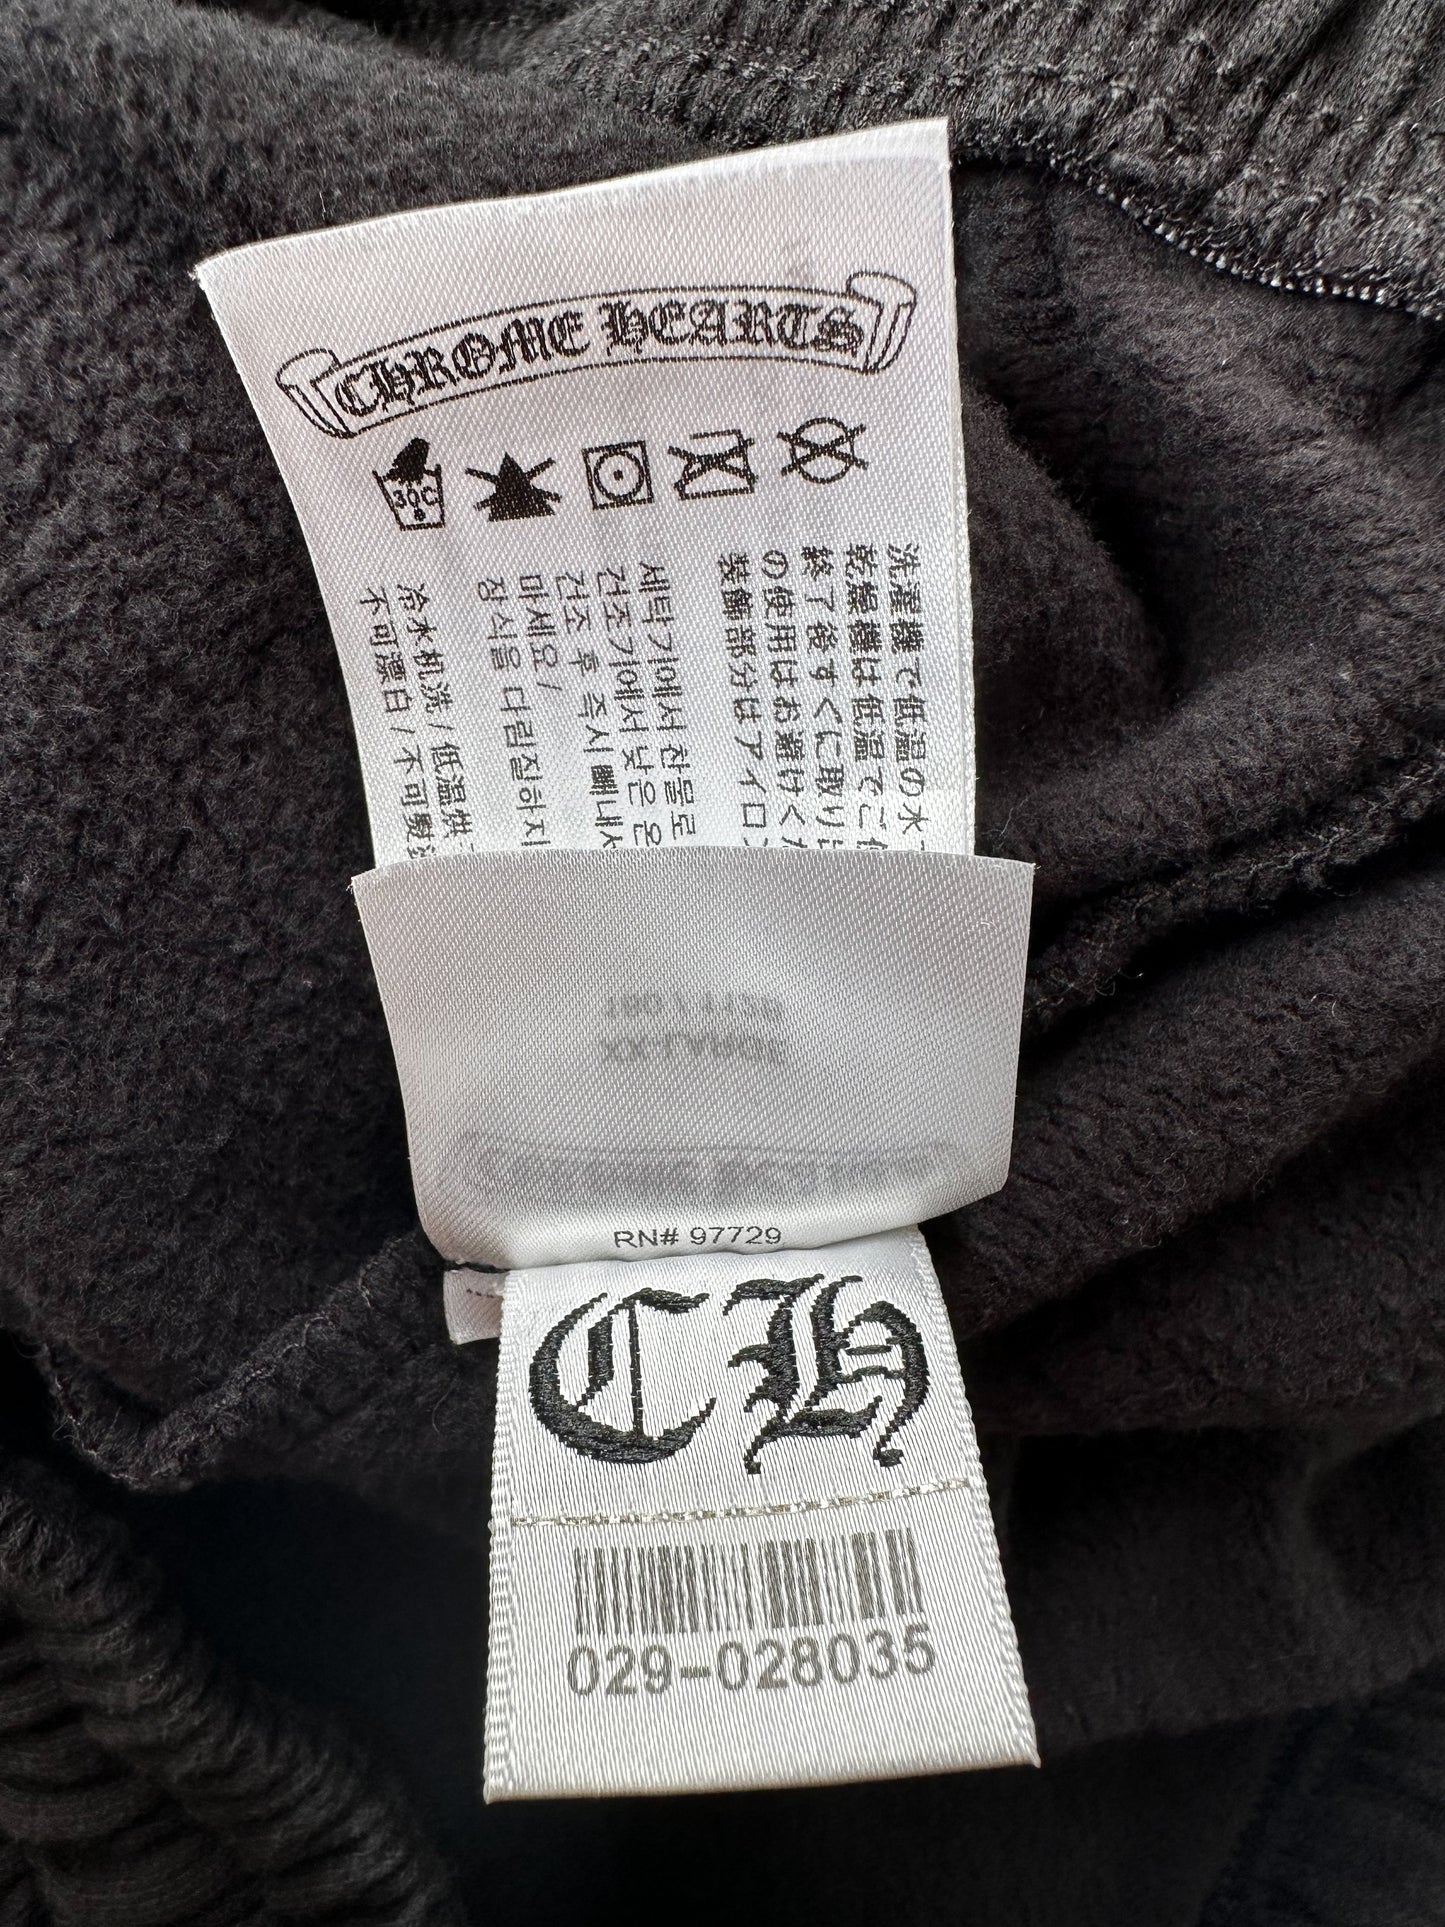 CHROME HEARTS
30C
洗濯機で低温の水
乾燥機は低温で
終了後すぐに取り
の使用はお避けく
装飾部分はアイロ
세탁기에서 찬물로
건조기에서 낮은 온
건조 후 즉시 빼내
마세요 /
장식을 다림질하지
冷水机洗 / 低温烘
不可漂白 / 不可熨
RN# 97729
CH
029-028035